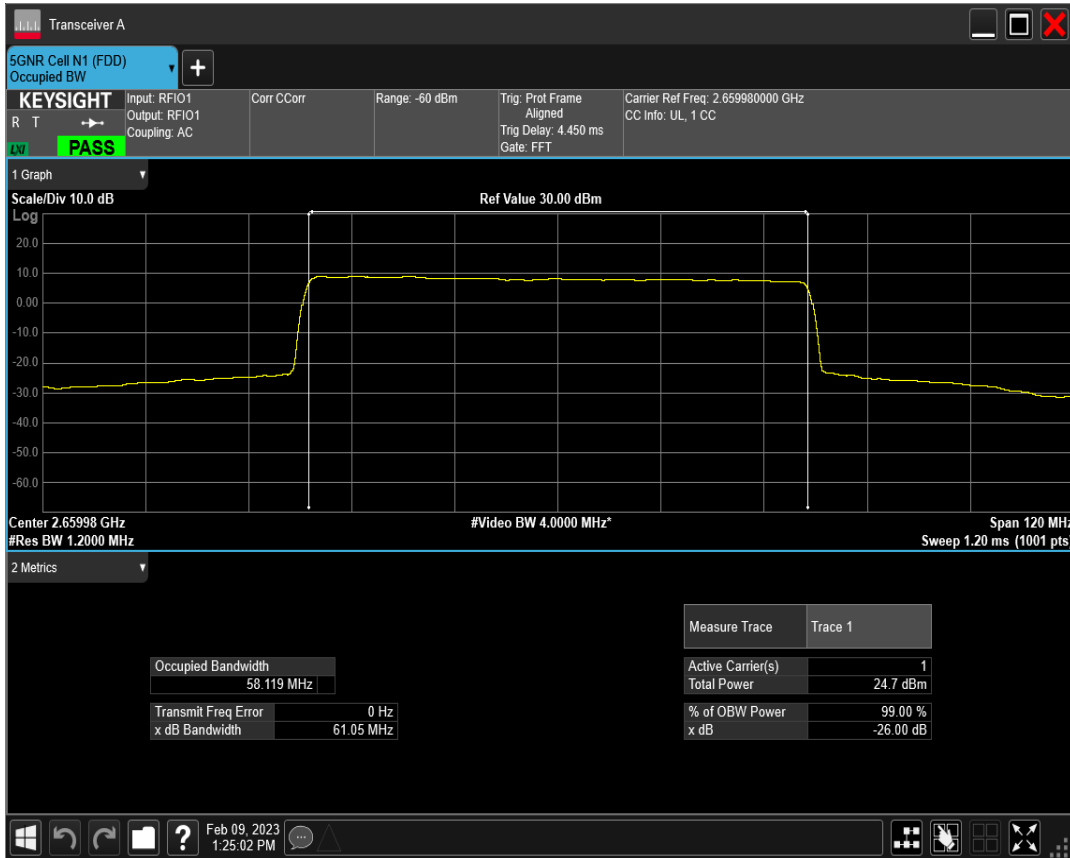 Transceiver A
5GNR Cell N1 (FDD)
Occupied BW
+
KEYSIGHT
R T
LXI
PASS
Input: RFIO1
Output: RFIO1
Coupling: AC
Corr CCorr
Range: -60 dBm
Trig: Prot Frame
Aligned
Trig Delay: 4.450 ms
Gate: FFT
Carrier Ref Freq: 2.659980000 GHz
CC Info: UL, 1 CC
1 Graph
Scale/Div 10.0 dB
Ref Value 30.00 dBm
Log
20.0
10.0
0.00
-10.0
-20.0
-30.0
-40.0
-50.0
-60.0
Center 2.65998 GHz
#Video BW 4.0000 MHz*
Span 120 MHz
#Res BW 1.2000 MHz
Sweep 1.20 ms (1001 pts)
2 Metrics
Measure Trace Trace 1
Occupied Bandwidth
58.119 MHz
Active Carrier(s) 1
Total Power 24.7 dBm
Transmit Freq Error 0 Hz
x dB Bandwidth 61.05 MHz
% of OBW Power 99.00 %
x dB -26.00 dB
?
Feb 09, 2023
1:25:02 PM